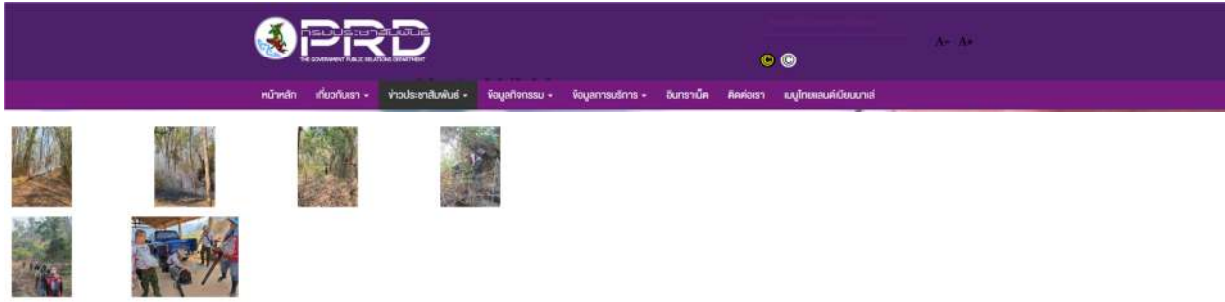 กรมประชาสัมพันธ์
PRD
THE GOVERNMENT PUBLIC RELATIONS DEPARTMENT
A- A+
C C
หน้าหลัก เกี่ยวกับเรา ข่าวประชาสัมพันธ์ ข้อมูลกิจกรรม ข้อมูลการบริการ อินทราเน็ต ติดต่อเรา เมนูไทยแลนด์เบียนนาเล่